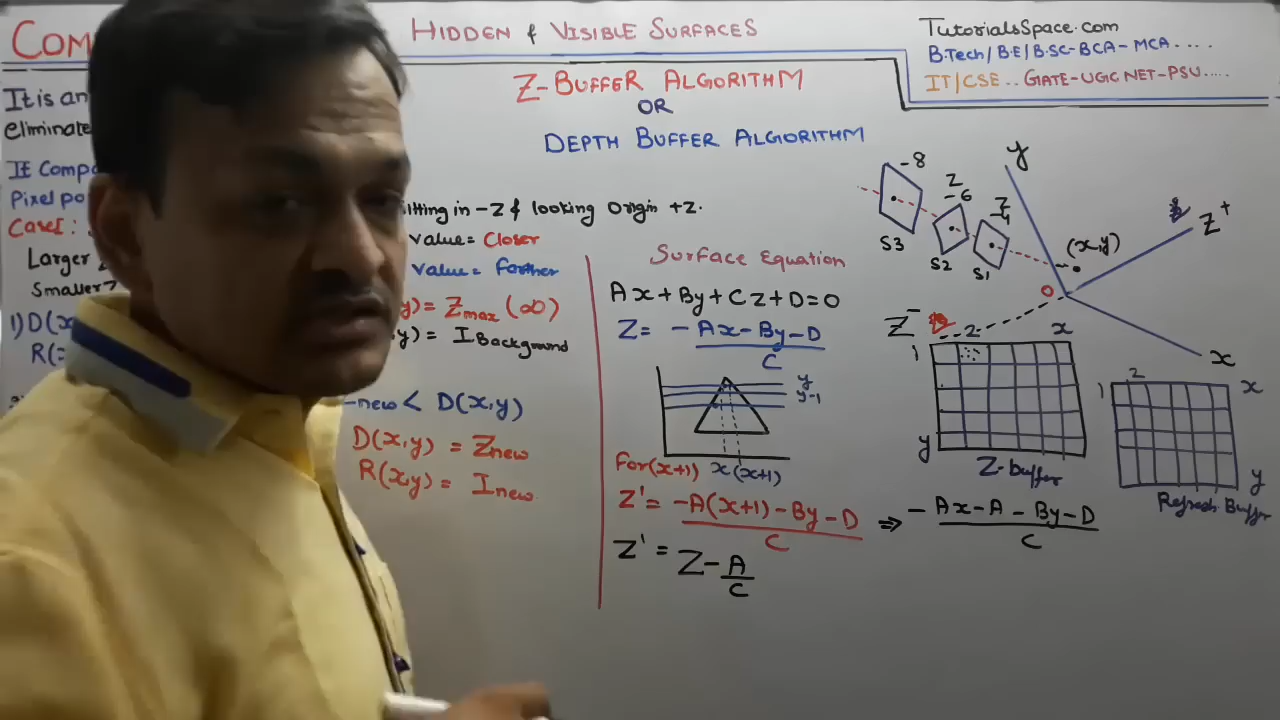 HIDDEN & VISIBLE SURFACES
TutorialsSpace.com
B.Tech/B.E/B.SC-BCA-MCA....
IT/CSE.. GATE-UGC NET-PSU.....
Z-BUFFER ALGORITHM
OR
DEPTH BUFFER ALGORITHM
It is an
eliminate
It Compa
Pixel po
Case I:
Larger
Smaller
1) D(x
R(
itting in -Z & looking Origin +Z.
Value = Closer
Value = farther
y) = Zmax (∞)
y) = I Background
-new < D(x,y)
D(x,y) = Znew
R(x,y) = Inew
Surface Equation
Ax+By+Cz+D=0
Z= -Ax-By-D
C
y
y-1
x (x+1)
For(x+1)
Z' = -A(x+1)-By-D
C
⇒ -Ax-A-By-D
C
Z' = Z-A
C
-8
S3
Z
-6
S2
Z
-4
S1
y
(x,y)
Z+
O
x
Z-
1 2 x
y
Z-buffer
1 2 x
y
Refresh Buffer